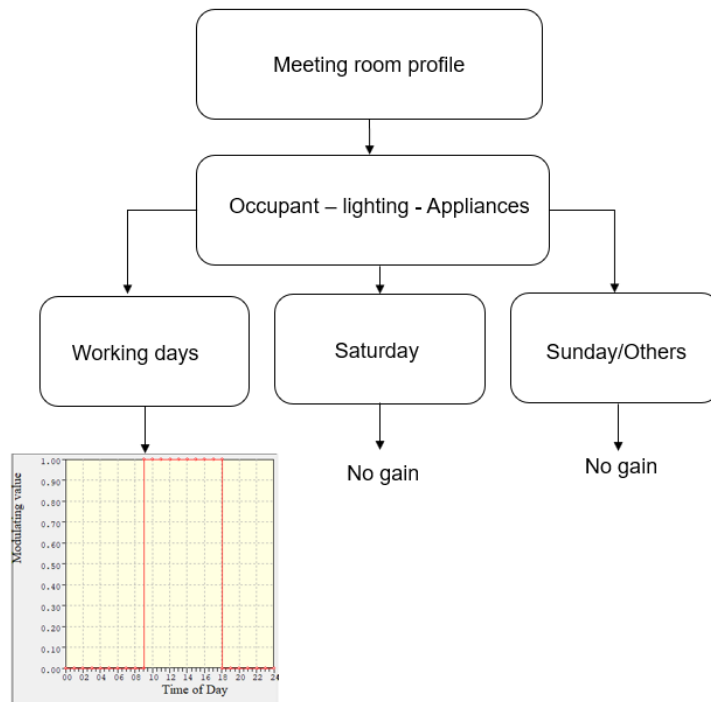 Meeting room profile
Occupant – lighting - Appliances
Working days
Saturday
Sunday/Others
No gain
No gain
Modulating value
1.00
0.90
0.80
0.70
0.60
0.50
0.40
0.30
0.20
0.10
0.00
00 02 04 06 08 10 12 14 16 18 20 22 24
Time of Day